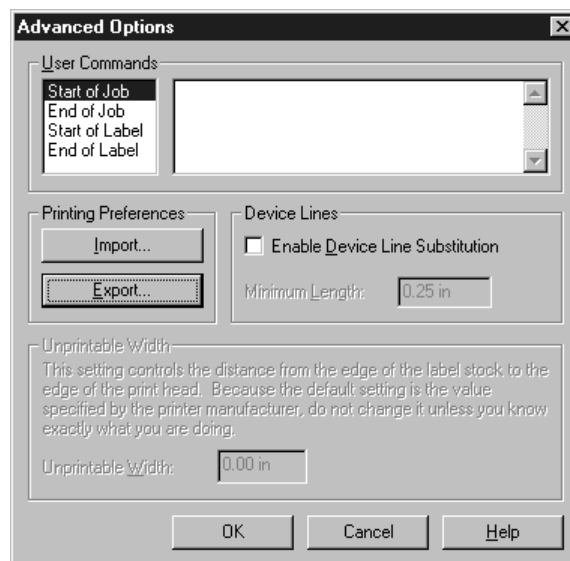 Advanced Options
User Commands
Start of Job
End of Job
Start of Label
End of Label
Printing Preferences
Import...
Export...
Device Lines
Enable Device Line Substitution
Minimum Length:
0.25 in
Unprintable Width
This setting controls the distance from the edge of the label stock to the
edge of the print head. Because the default setting is the value
specified by the printer manufacturer, do not change it unless you know
exactly what you are doing.
Unprintable Width:
0.00 in
OK
Cancel
Help